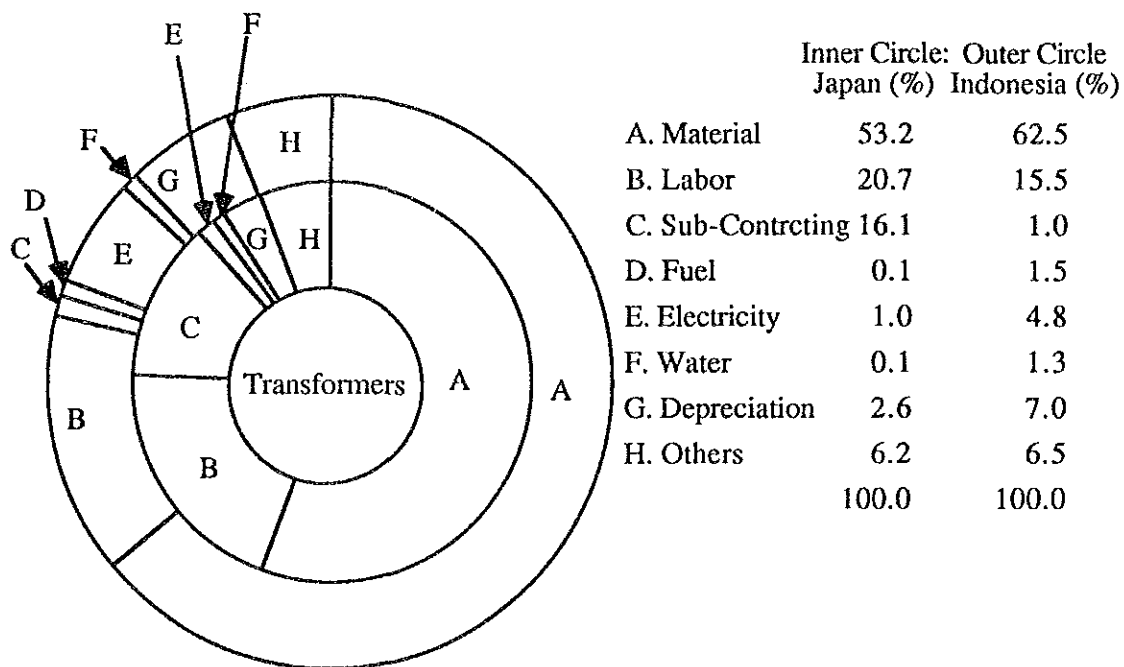 E
F
F
G
H
D
C
E
G
H
C
Transformers
A
A
B
B
Inner Circle: Outer Circle
Japan (%) Indonesia (%)
A. Material 53.2 62.5
B. Labor 20.7 15.5
C. Sub-Contrcting 16.1 1.0
D. Fuel 0.1 1.5
E. Electricity 1.0 4.8
F. Water 0.1 1.3
G. Depreciation 2.6 7.0
H. Others 6.2 6.5
100.0 100.0